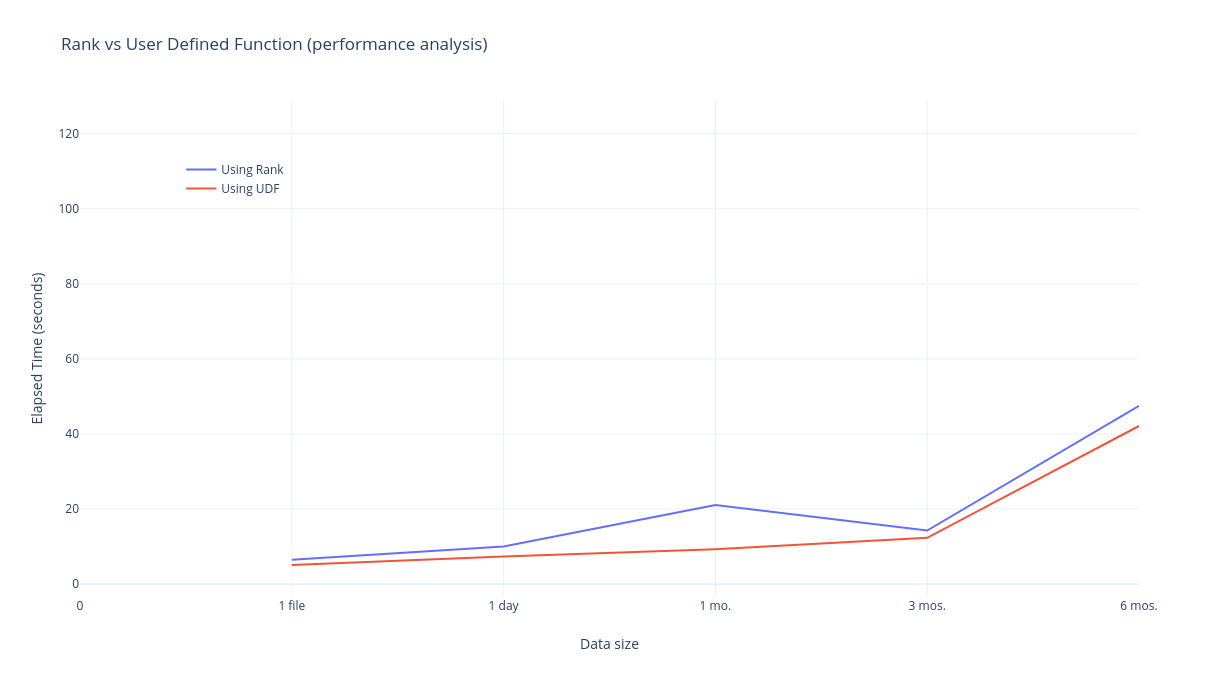 Rank vs User Defined Function (performance analysis)
120
Using Rank
Using UDF
100
80
60
40
20
0
Elapsed Time (seconds)
0 1 file 1 day 1 mo. 3 mos. 6 mos.
Data size